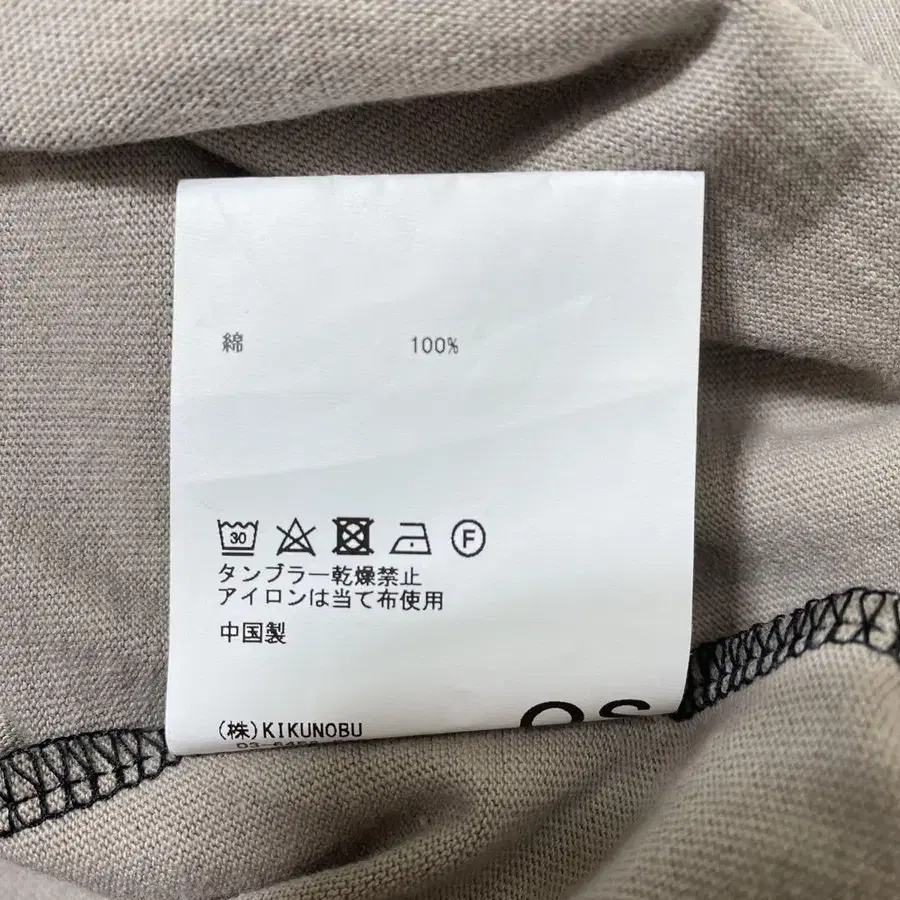 綿 100%
30 F
タンブラー乾燥禁止
アイロンは当て布使用
中国製
(株)KIKUNOBU